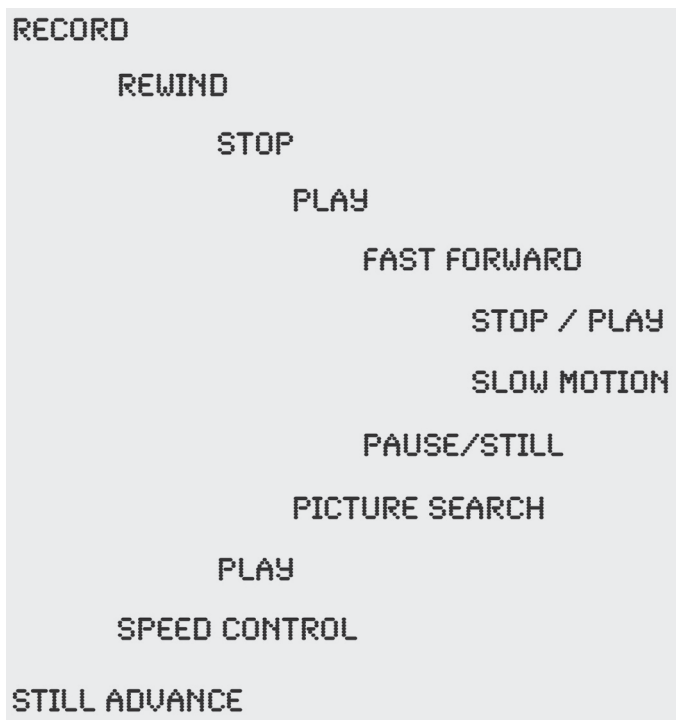 RECORD
REWIND
STOP
PLAY
FAST FORWARD
STOP / PLAY
SLOW MOTION
PAUSE/STILL
PICTURE SEARCH
PLAY
SPEED CONTROL
STILL ADVANCE